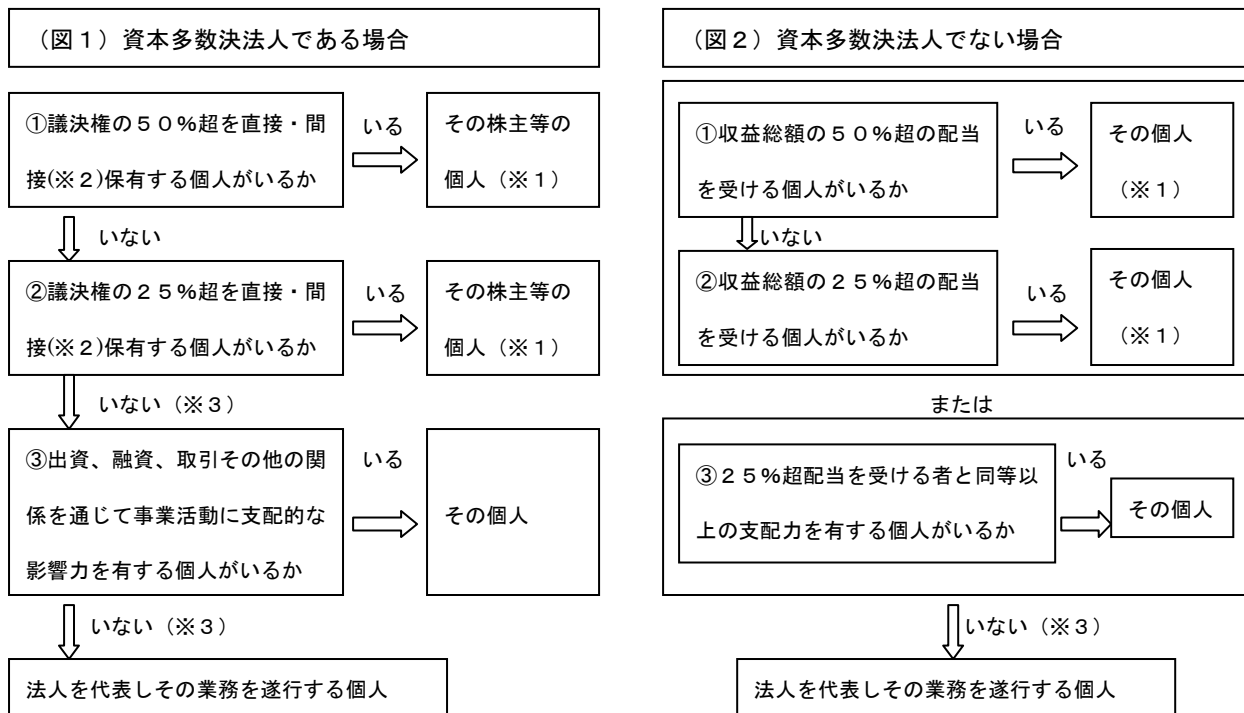 (図1)資本多数決法人である場合
①議決権の50%超を直接・間
接(※2)保有する個人がいるか
いる
その株主等の
個人(※1)
いない
②議決権の25%超を直接・間
接(※2)保有する個人がいるか
いる
その株主等の
個人(※1)
いない(※3)
③出資、融資、取引その他の関
係を通じて事業活動に支配的な
影響力を有する個人がいるか
いる
その個人
いない(※3)
法人を代表しその業務を遂行する個人
(図2)資本多数決法人でない場合
①収益総額の50%超の配当
を受ける個人がいるか
いる
その個人
(※1)
いない
②収益総額の25%超の配当
を受ける個人がいるか
いる
その個人
(※1)
または
③25%超配当を受ける者と同等以
上の支配力を有する個人がいるか
いる
その個人
いない(※3)
法人を代表しその業務を遂行する個人